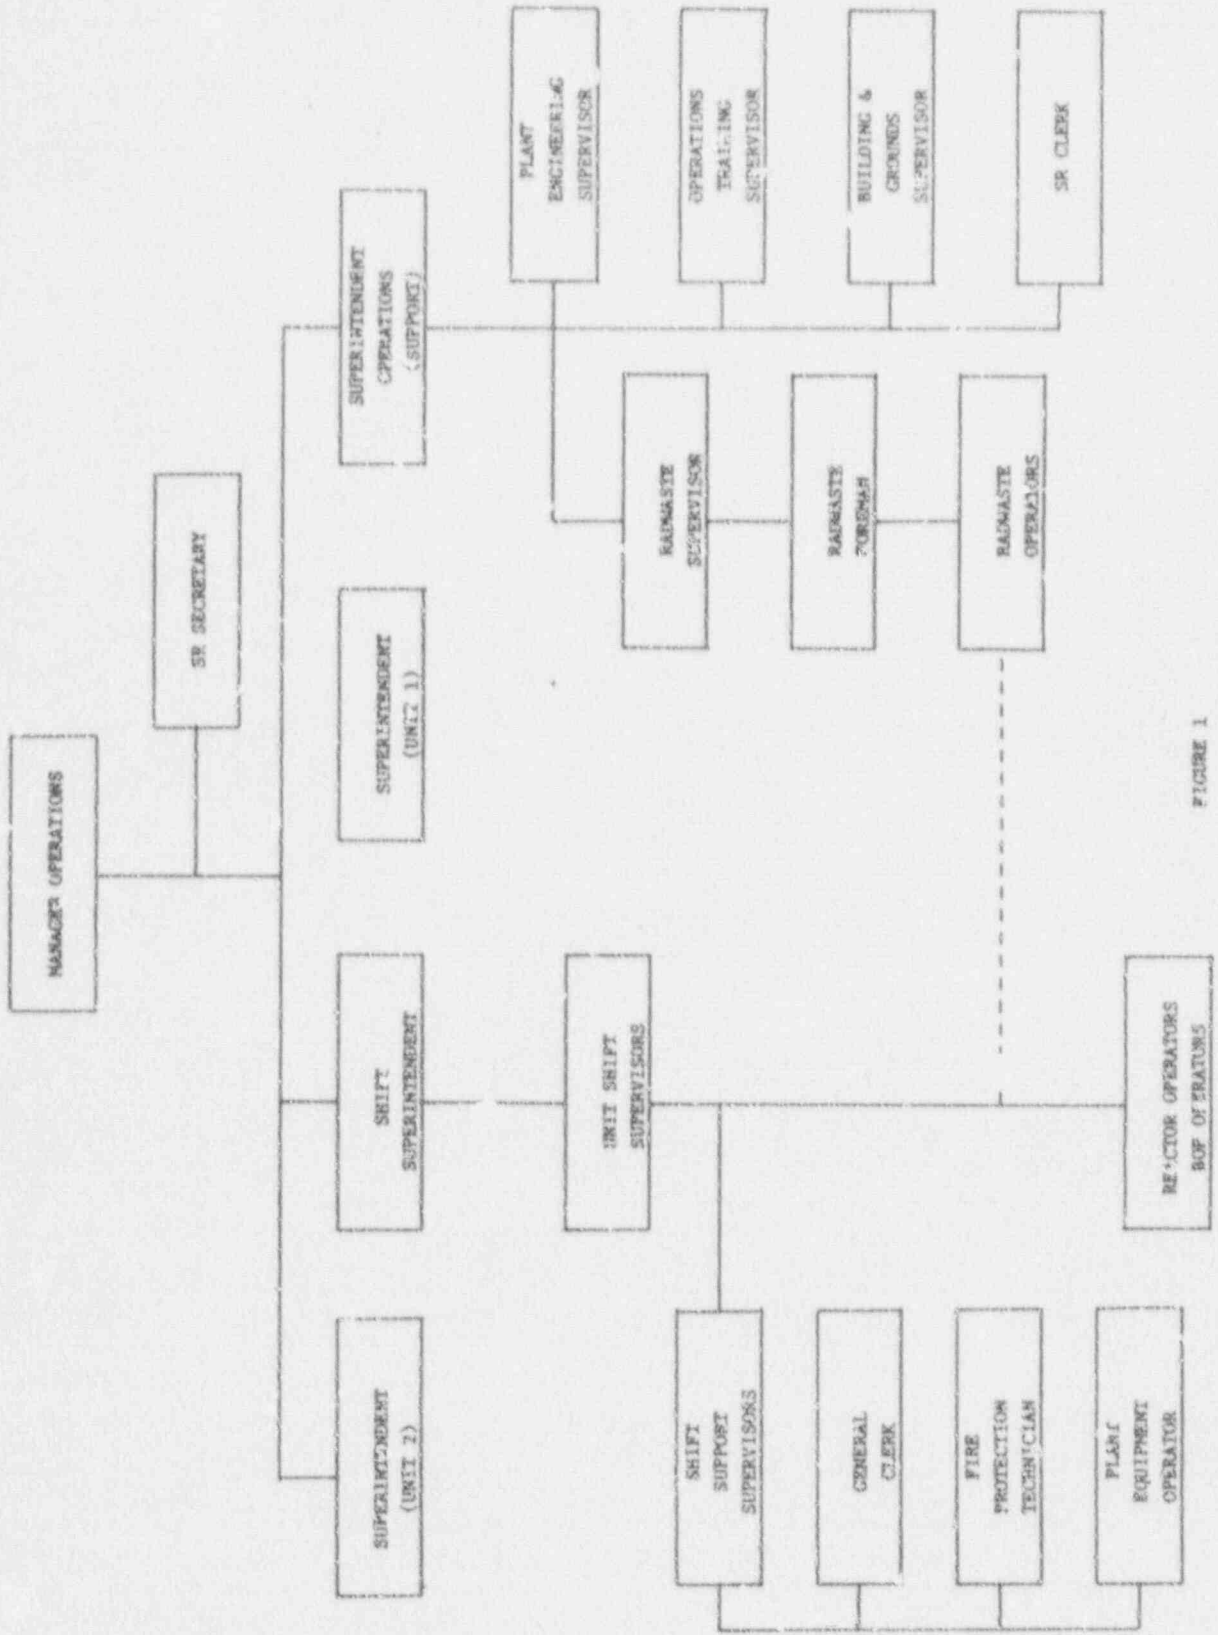 MANAGER OPERATIONS
SR SECRETARY
SUPERINTENDENT
(UNIT 2)
SHIFT
SUPERINTENDENT
SUPERINTENDENT
(UNIT 1)
SUPERINTENDENT
OPERATIONS
(SUPPORT)
UNIT SHIFT
SUPERVISORS
PLANT
ENGINEERING
SUPERVISOR
RADWASTE
SUPERVISOR
SHIFT
SUPPORT
SUPERVISORS
OPERATIONS
TRAINING
SUPERVISOR
RADWASTE
FOREMAN
GENERAL
CLERK
BUILDING &
GROUNDS
SUPERVISOR
RADWASTE
OPERATORS
FIRE
PROTECTION
TECHNICIAN
SR CLERK
PLANT
EQUIPMENT
OPERATOR
REACTOR OPERATORS
BOP OPERATORS
FIGURE 1